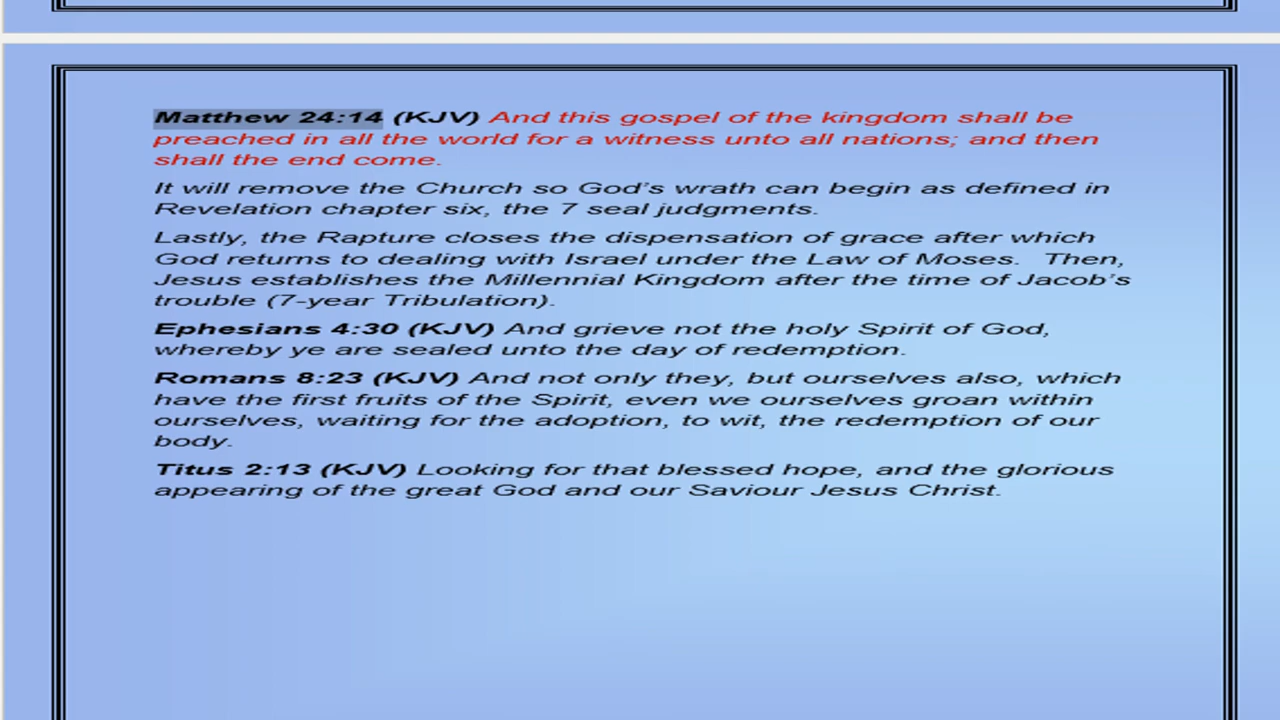 Matthew 24:14 (KJV) And this gospel of the kingdom shall be
preached in all the world for a witness unto all nations; and then
shall the end come.
It will remove the Church so God's wrath can begin as defined in
Revelation chapter six, the 7 seal judgments.
Lastly, the Rapture closes the dispensation of grace after which
God returns to dealing with Israel under the Law of Moses.  Then,
Jesus establishes the Millennial Kingdom after the time of Jacob's
trouble (7-year Tribulation).
Ephesians 4:30 (KJV) And grieve not the holy Spirit of God,
whereby ye are sealed unto the day of redemption.
Romans 8:23 (KJV) And not only they, but ourselves also, which
have the first fruits of the Spirit, even we ourselves groan within
ourselves, waiting for the adoption, to wit, the redemption of our
body.
Titus 2:13 (KJV) Looking for that blessed hope, and the glorious
appearing of the great God and our Saviour Jesus Christ.